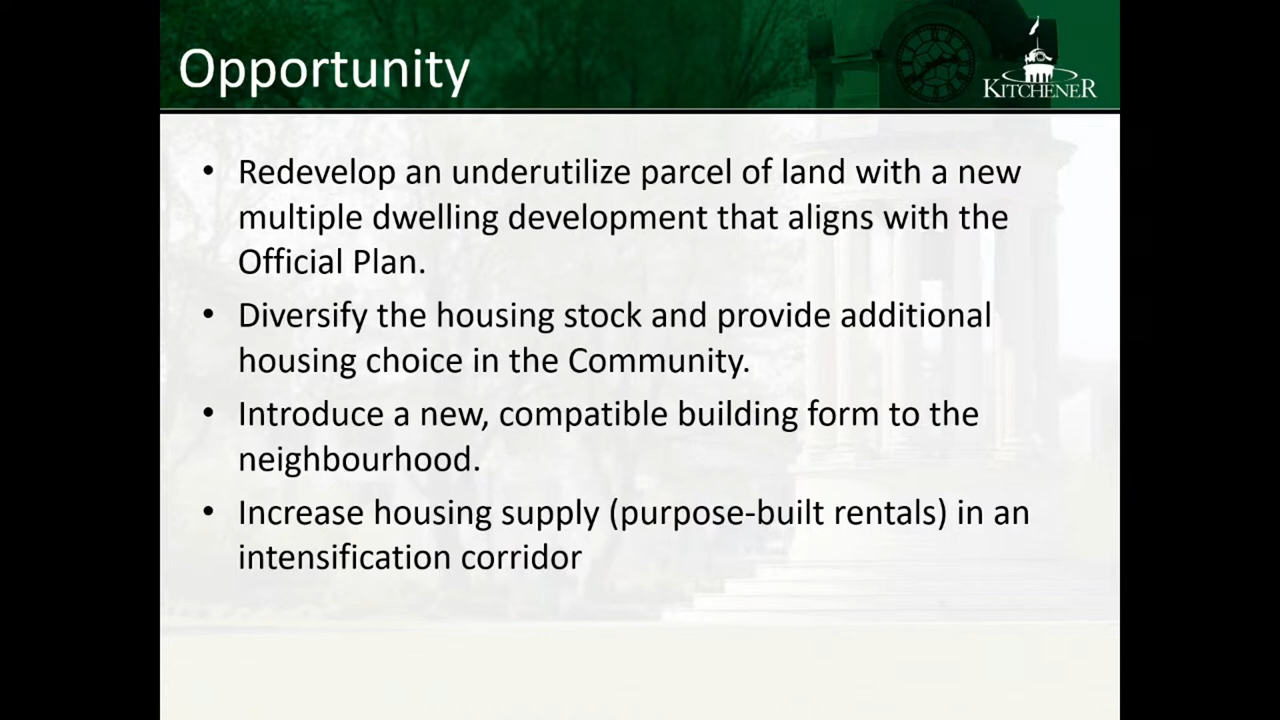 Opportunity
KITCHENER
• Redevelop an underutilize parcel of land with a new
multiple dwelling development that aligns with the
Official Plan.
• Diversify the housing stock and provide additional
housing choice in the Community.
• Introduce a new, compatible building form to the
neighbourhood.
• Increase housing supply (purpose-built rentals) in an
intensification corridor